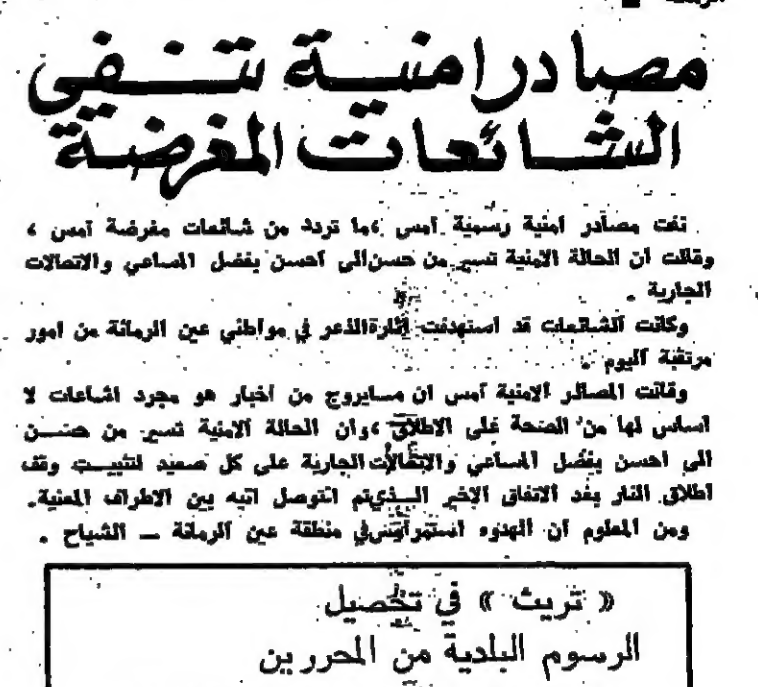 مصادر امنية تنفي
الشائعات المغرضة
نفت مصادر امنية رسمية امس ،ما تردد من شائعات مغرضة امس ،
وقالت ان الحالة الامنية تسير من حسن الى احسن بفضل المساعي والاتصالات
الجارية .
وكانت الشائعات قد استهدفت إثارة الذعر في مواطني عين الرمانة من امور
مرتقبة اليوم .
وقالت المصادر الامنية امس ان مسايروج من أخبار هو مجرد اشاعات لا
اساس لها من الصحة على الاطلاق ،وان الحالة الامنية تسير من حسن
الى احسن بفضل المساعي والاتصالات الجارية على كل صعيد لتثبيت وقف
اطلاق النار بعد الاتفاق الاخير الذي تم التوصل اليه بين الاطراف المعنية.
ومن المعلوم ان الهدوء استمر امس في منطقة عين الرمانة ـ الشياح .
« تريث » في تحصيل
الرسوم البلدية من المحررين